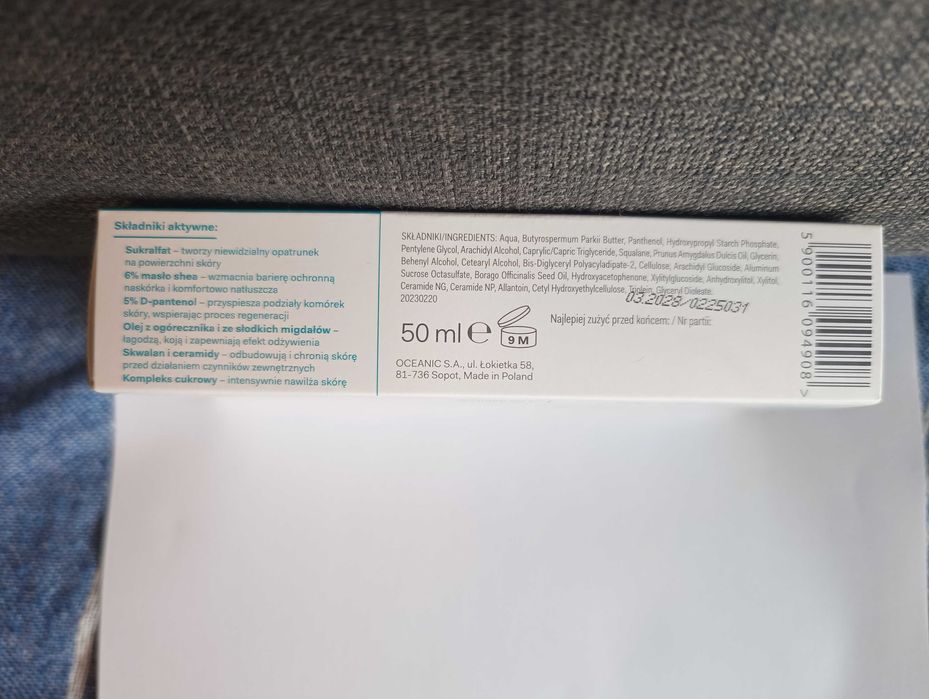 Składniki aktywne:
Sukralfat – tworzy niewidzialny opatrunek
na powierzchni skóry
6% masło shea – wzmacnia barierę ochronną
naskórka i komfortowo natłuszcza
5% D-pantenol – przyspiesza podziały komórek
skóry, wspierając proces regeneracji
Olej z ogórecznika i ze słodkich migdałów –
łagodzą, koją i zapewniają efekt odżywienia
Skwalan i ceramidy – odbudowują i chronią skórę
przed działaniem czynników zewnętrznych
Kompleks cukrowy – intensywnie nawilża skórę
SKŁADNIKI/INGREDIENTS: Aqua, Butyrospermum Parkii Butter, Panthenol, Hydroxypropyl Starch Phosphate,
Pentylene Glycol, Arachidyl Alcohol, Caprylic/Capric Triglyceride, Squalane, Prunus Amygdalus Dulcis Oil, Glycerin,
Behenyl Alcohol, Cetearyl Alcohol, Bis-Diglyceryl Polyacyladipate-2, Cellulose, Arachidyl Glucoside, Aluminum
Sucrose Octasulfate, Borago Officinalis Seed Oil, Hydroxyacetophenone, Xylitylglucoside, Anhydroxylitol, Xylitol,
Ceramide NG, Ceramide NP, Allantoin, Cetyl Hydroxyethylcellulose, Triolein, Glyceryl Dioleate.
20230220
03.2028/0225031
Najlepiej zużyć przed końcem: / Nr partii:
50 ml e
9 M
OCEANIC S.A., ul. Łokietka 58,
81-736 Sopot, Made in Poland
5 900116 094908 >